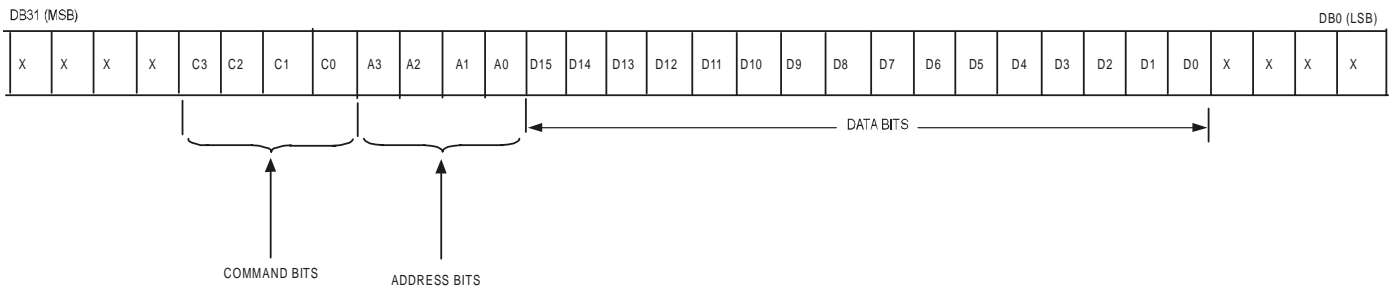 DB31 (MSB) DB0 (LSB)
X X X X C3 C2 C1 C0 A3 A2 A1 A0 D15 D14 D13 D12 D11 D10 D9 D8 D7 D6 D5 D4 D3 D2 D1 D0 X X X X
DATA BITS
COMMAND BITS ADDRESS BITS